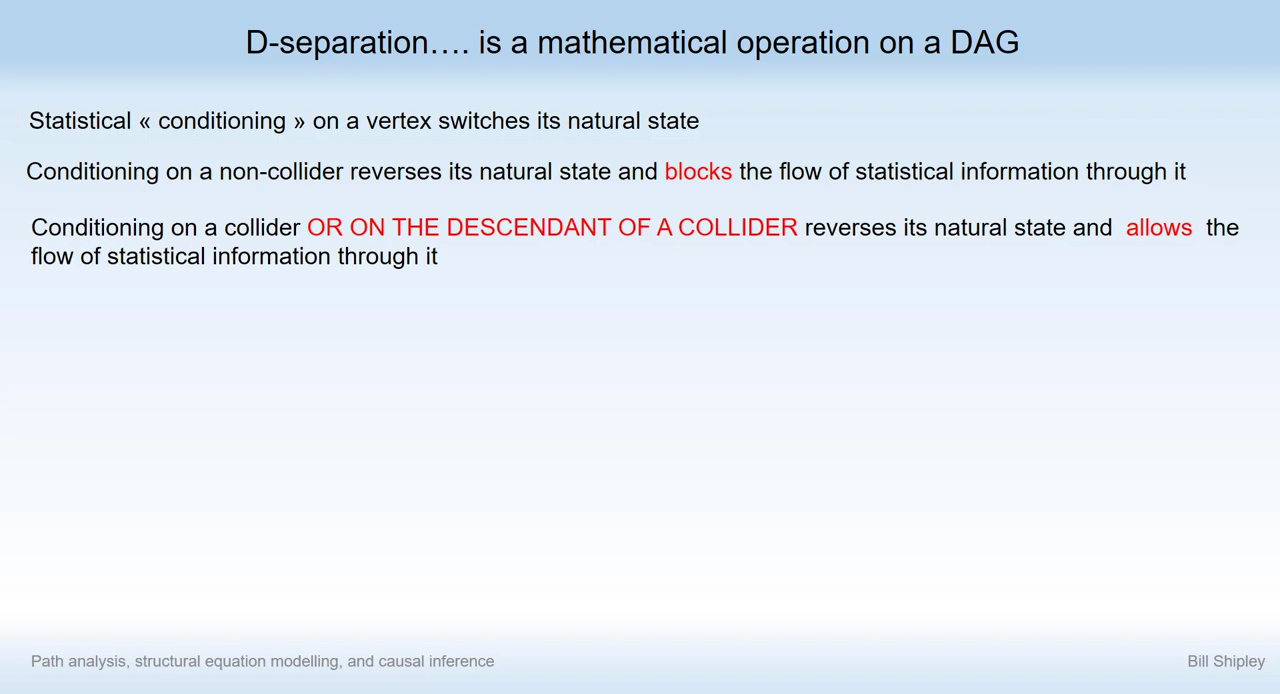 D-separation…. is a mathematical operation on a DAG
Statistical « conditioning » on a vertex switches its natural state
Conditioning on a non-collider reverses its natural state and blocks the flow of statistical information through it
Conditioning on a collider OR ON THE DESCENDANT OF A COLLIDER reverses its natural state and allows the
flow of statistical information through it
Path analysis, structural equation modelling, and causal inference
Bill Shipley